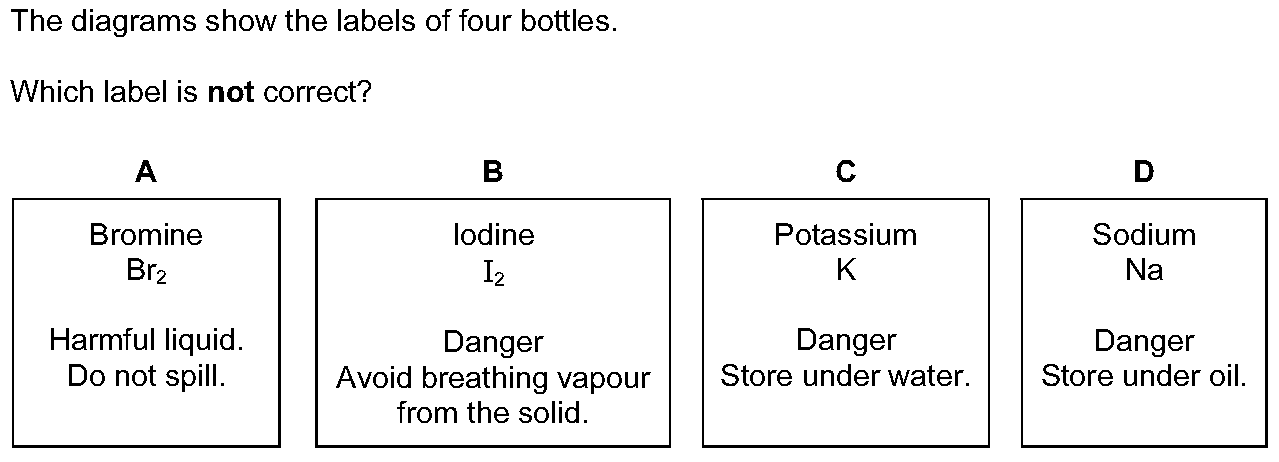 The diagrams show the labels of four bottles.
Which label is not correct?
A B C D
Bromine
Br₂
Harmful liquid.
Do not spill.
Iodine
I₂
Danger
Avoid breathing vapour
from the solid.
Potassium
K
Danger
Store under water.
Sodium
Na
Danger
Store under oil.